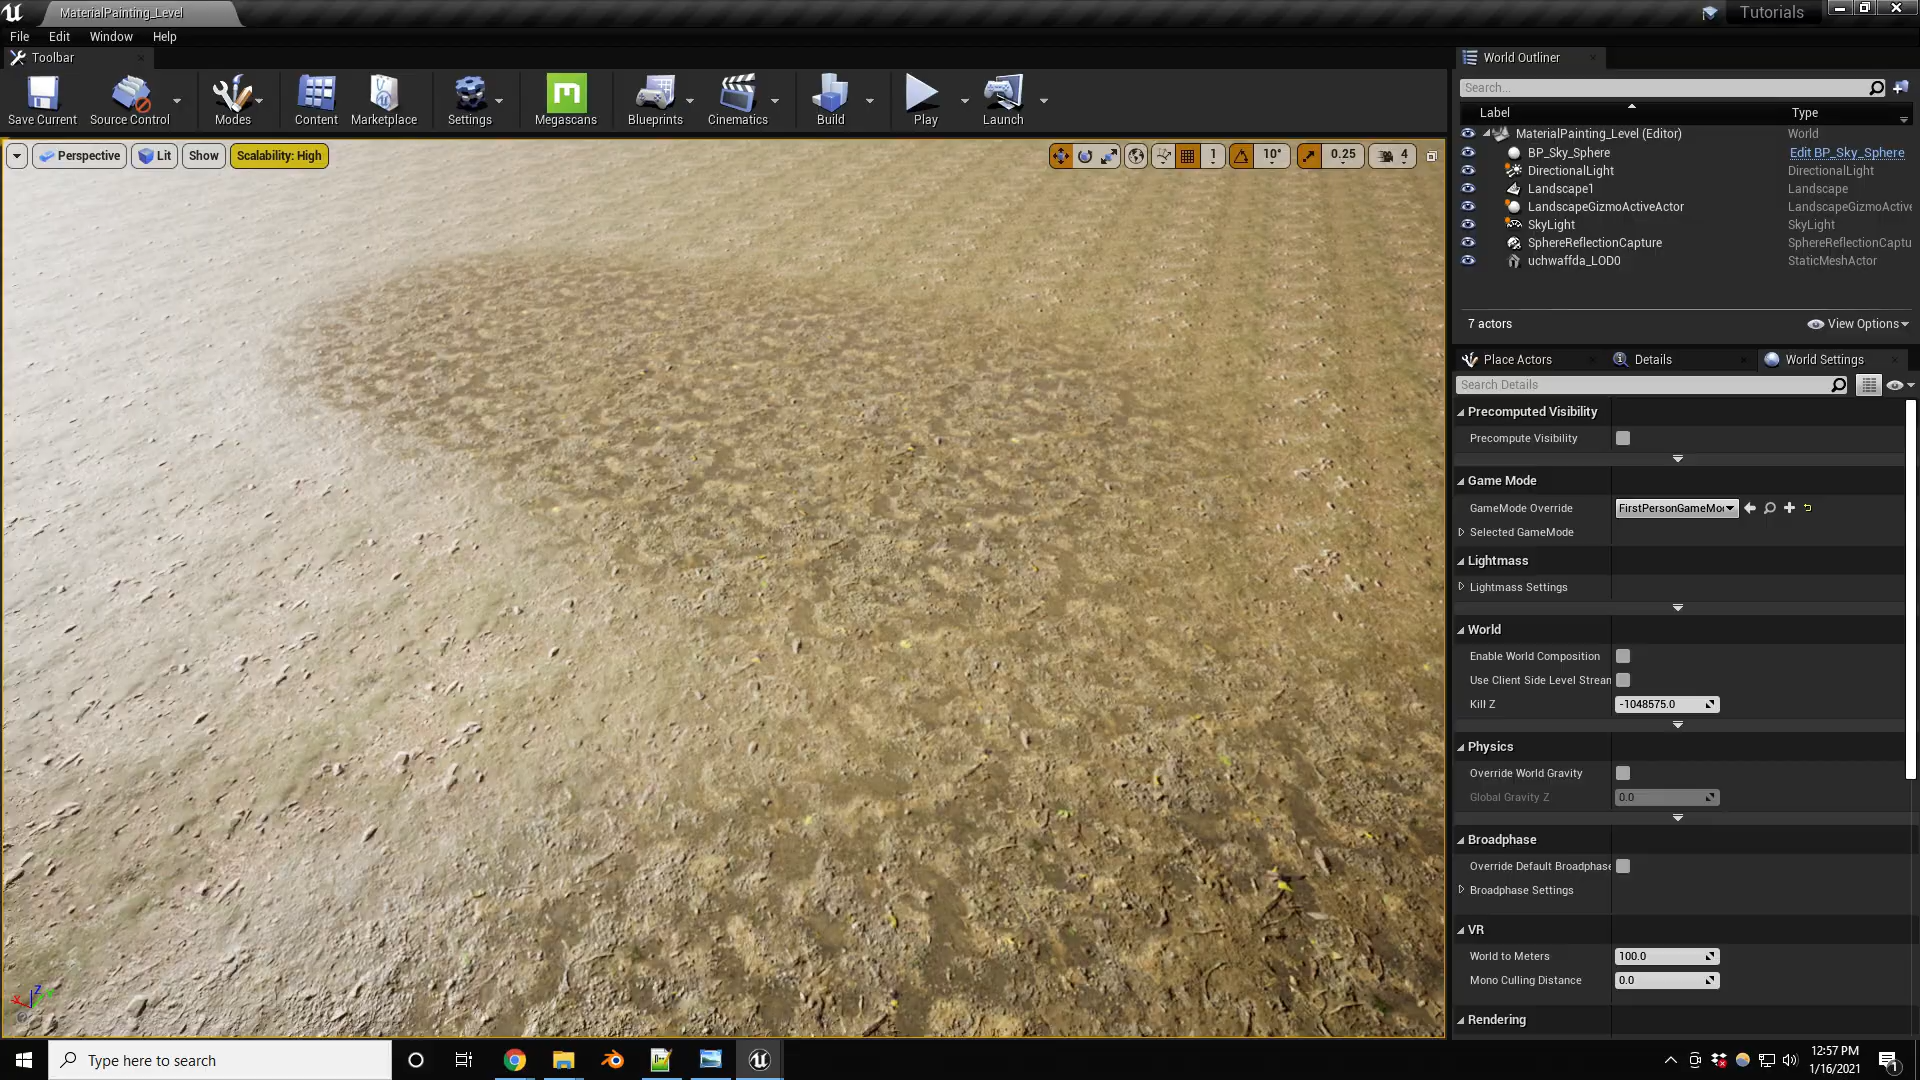 MaterialPainting_Level
Tutorials
File Edit Window Help
Toolbar
World Outliner
Save Current Source Control Modes Content Marketplace Settings Megascans Blueprints Cinematics Build Play Launch
Perspective Lit Show Scalability: High
1 10° 0.25 4
Search...
Label Type
MaterialPainting_Level (Editor) World
BP_Sky_Sphere Edit BP_Sky_Sphere
DirectionalLight DirectionalLight
Landscape1 Landscape
LandscapeGizmoActiveActor LandscapeGizmoActive
SkyLight SkyLight
SphereReflectionCapture SphereReflectionCaptu
uchwaffda_LOD0 StaticMeshActor
7 actors View Options
Place Actors Details World Settings
Search Details
Precomputed Visibility
Precompute Visibility
Game Mode
GameMode Override FirstPersonGameMo
Selected GameMode
Lightmass
Lightmass Settings
World
Enable World Composition
Use Client Side Level Stream
Kill Z -1048575.0
Physics
Override World Gravity
Global Gravity Z 0.0
Broadphase
Override Default Broadphase
Broadphase Settings
VR
World to Meters 100.0
Mono Culling Distance 0.0
Rendering
X Z
Type here to search
12:57 PM
1/16/2021
1